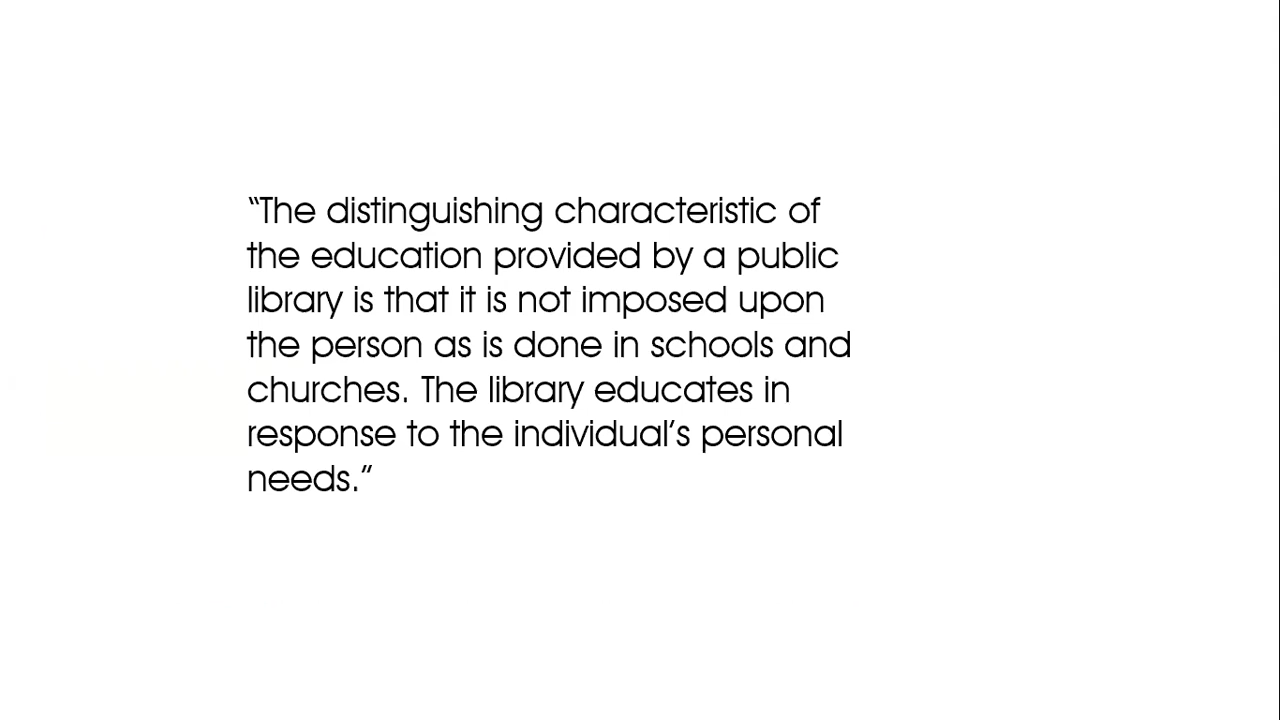 “The distinguishing characteristic of
the education provided by a public
library is that it is not imposed upon
the person as is done in schools and
churches. The library educates in
response to the individual’s personal
needs.”